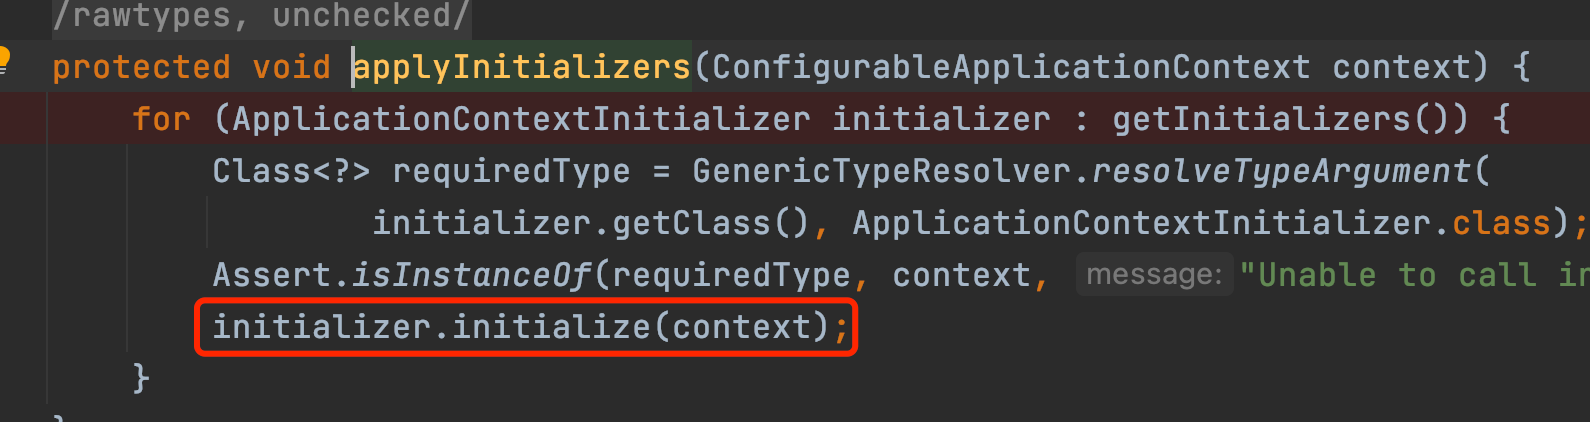 /rawtypes, unchecked/
protected void applyInitializers(ConfigurableApplicationContext context) {
for (ApplicationContextInitializer initializer : getInitializers()) {
Class<?> requiredType = GenericTypeResolver.resolveTypeArgument(
initializer.getClass(), ApplicationContextInitializer.class);
Assert.isInstanceOf(requiredType, context, message: "Unable to call in
initializer.initialize(context);
}
}